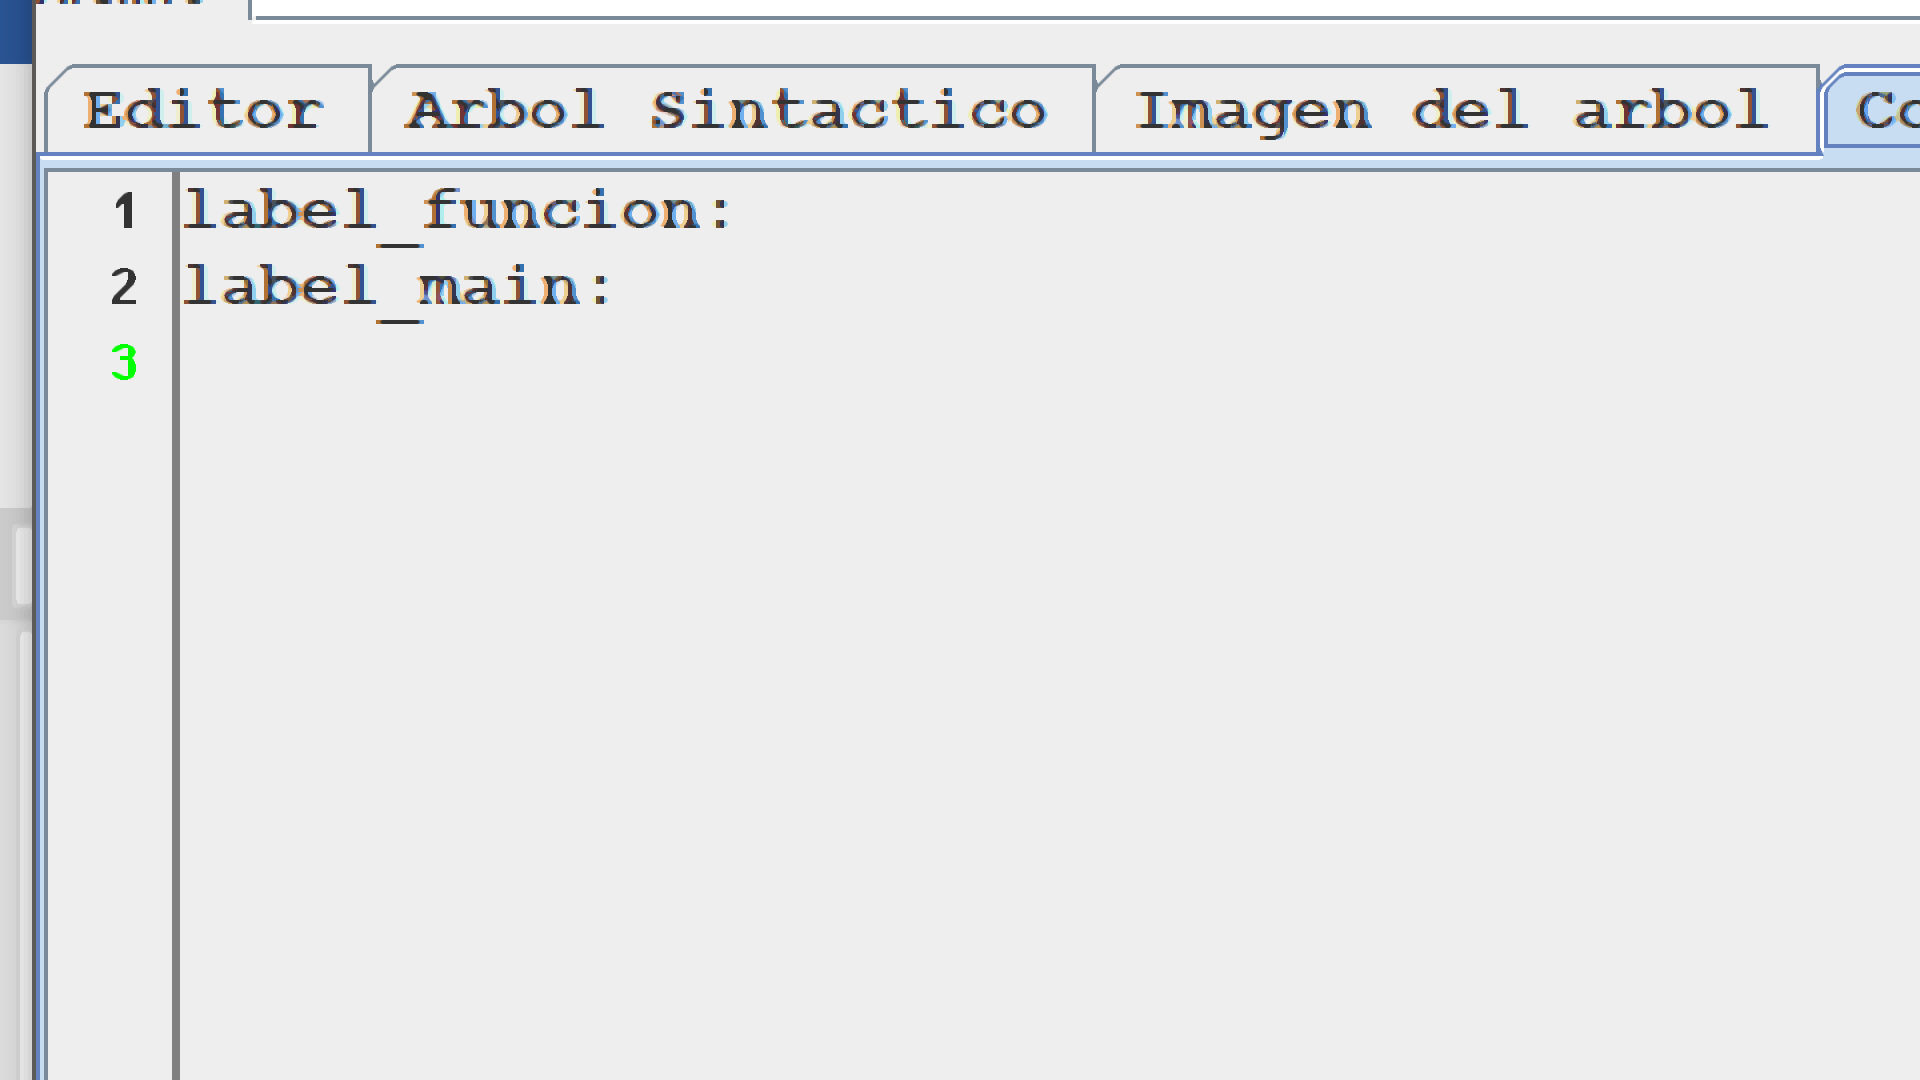 Editor Arbol Sintactico Imagen del arbol
1 label_funcion:
2 label_main:
3